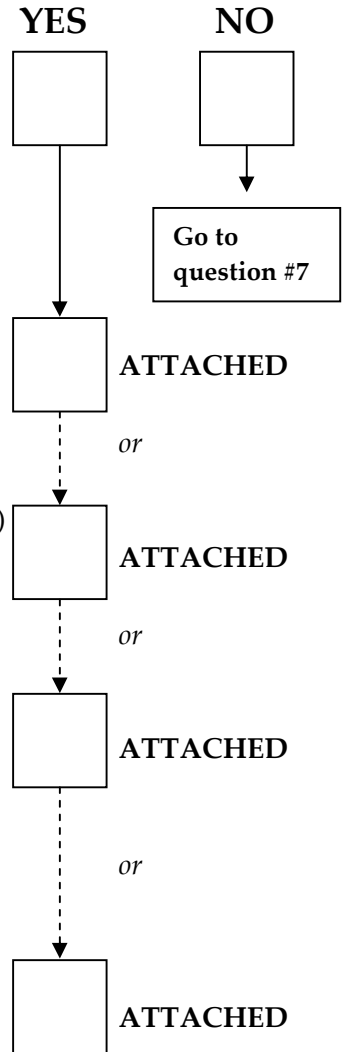 YES NO
Go to
question #7
ATTACHED
or
)
ATTACHED
or
ATTACHED
or
ATTACHED